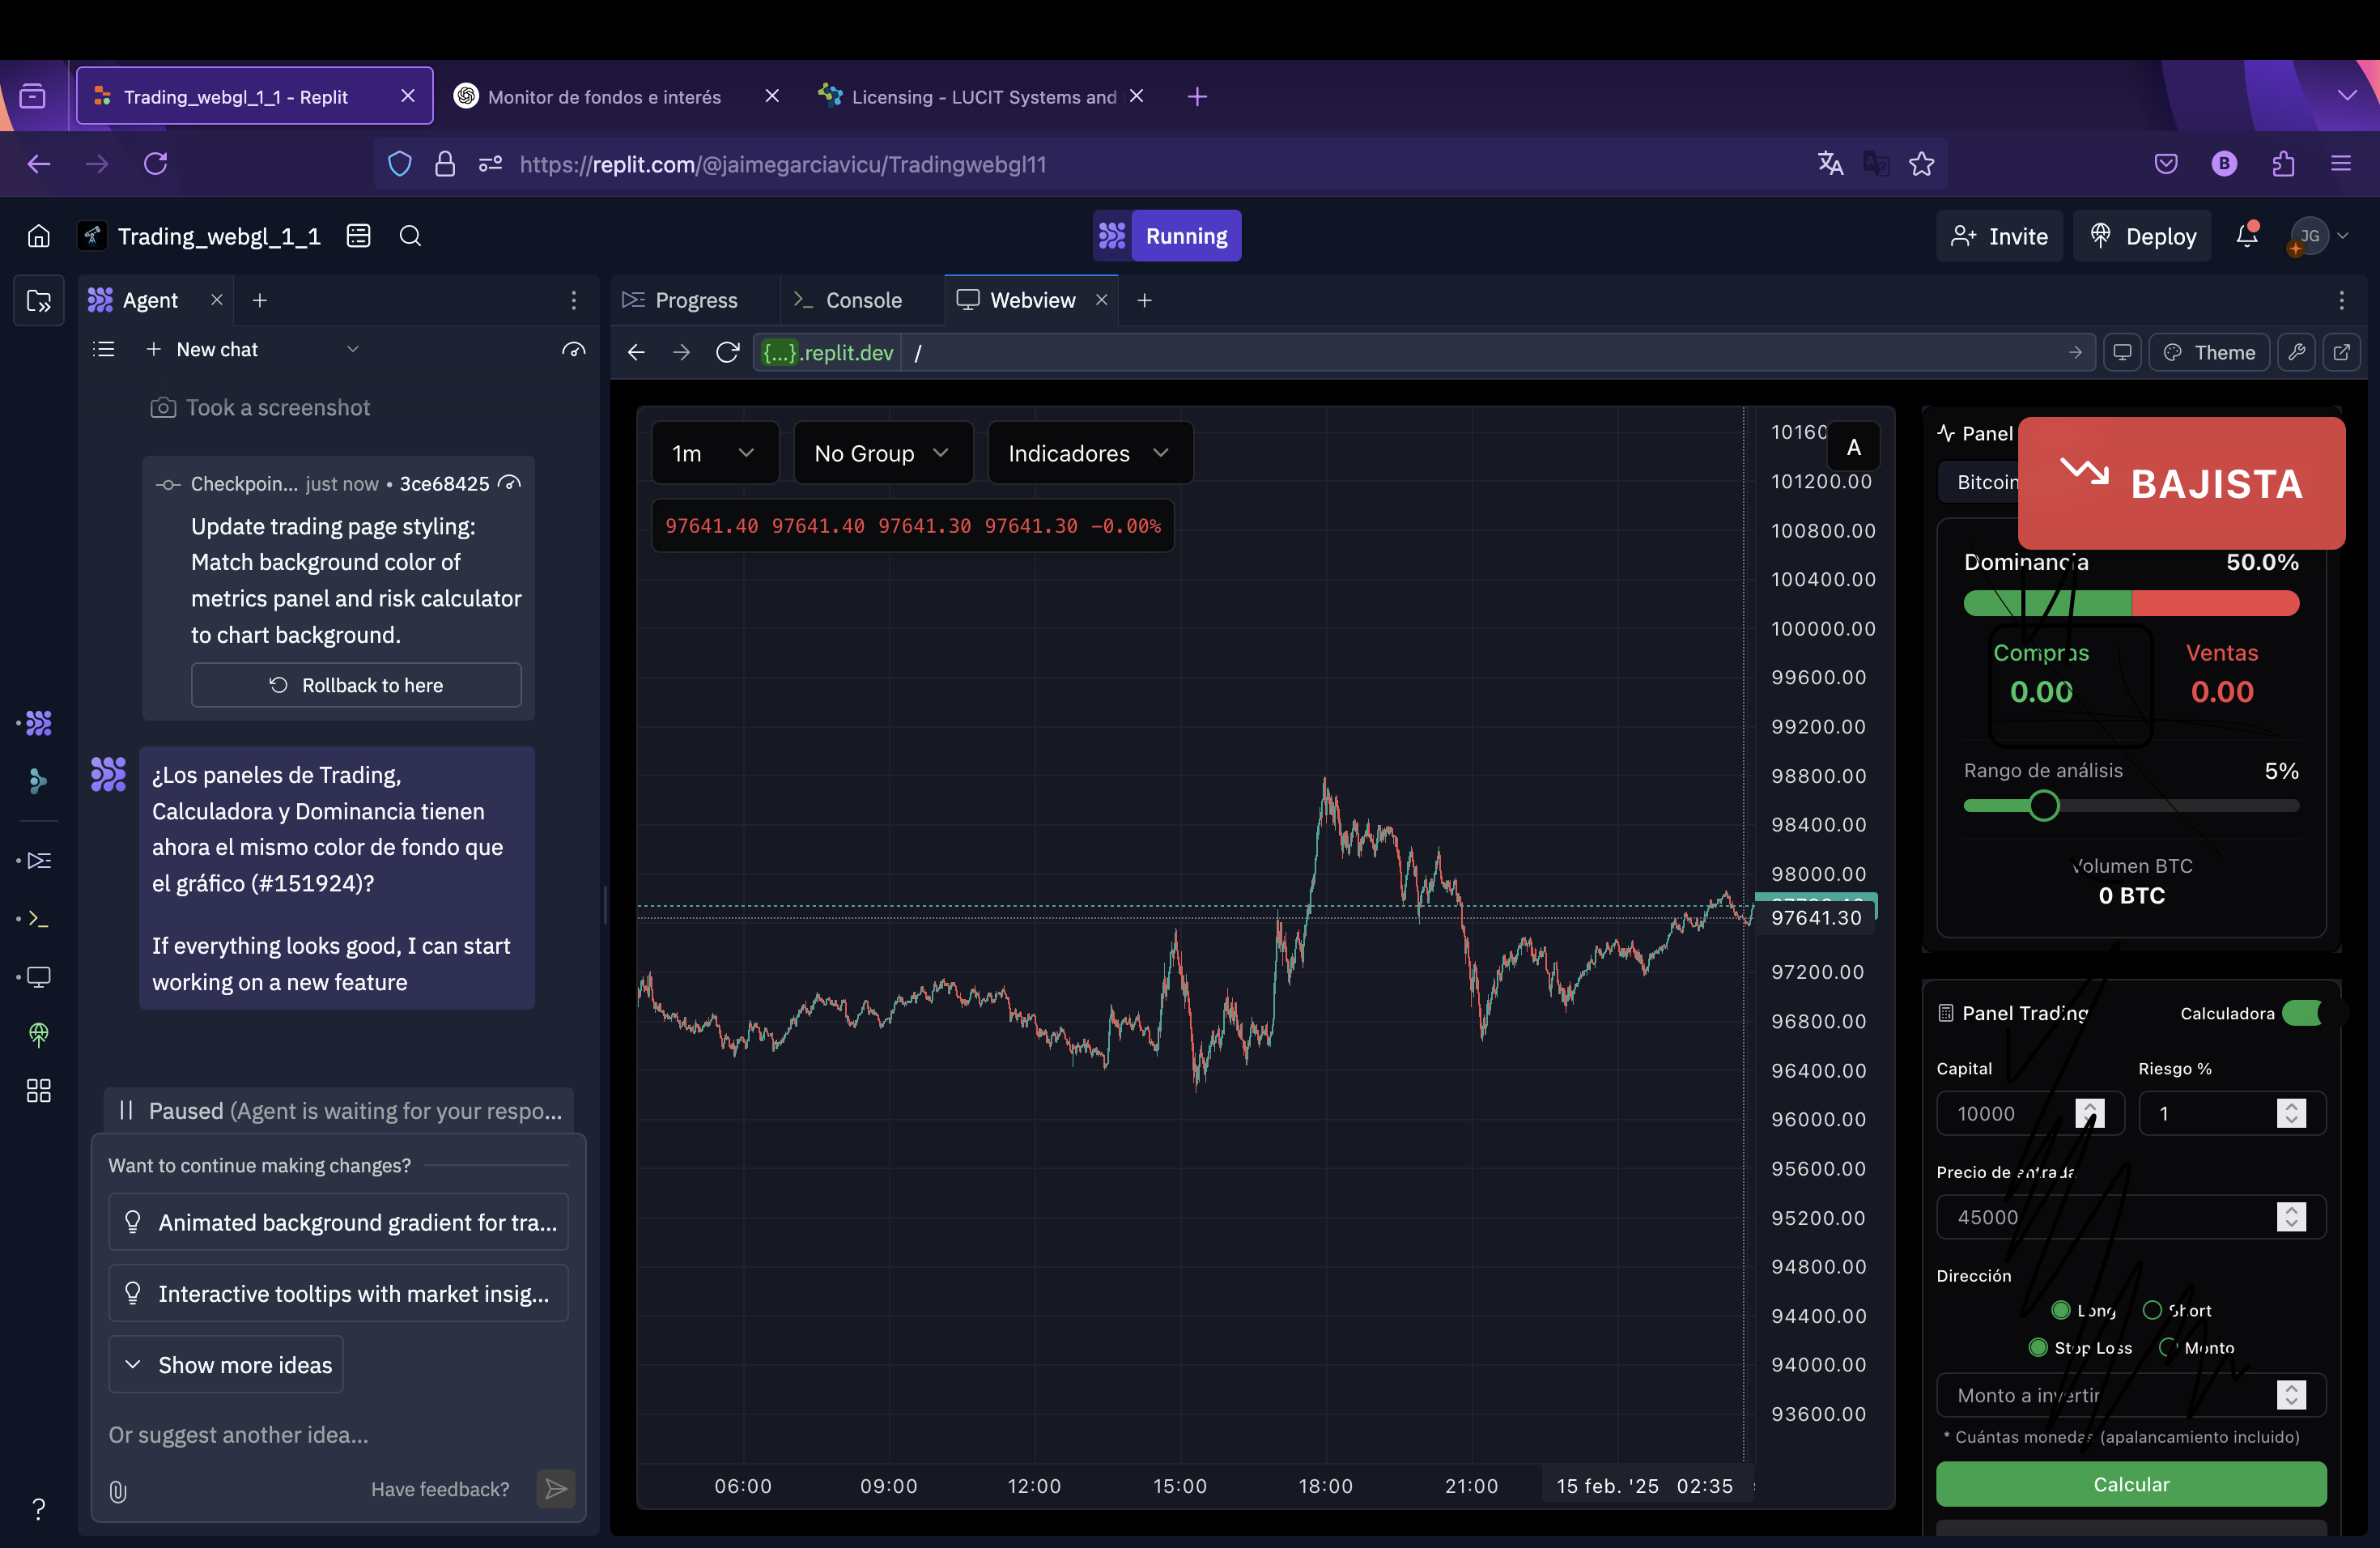 Trading_webgl_1_1 - Replit
Monitor de fondos e interés
Licensing - LUCIT Systems and
https://replit.com/@jaimegarciavicu/Tradingwebgl11
B
Trading_webgl_1_1
Running
Invite
Deploy
JG
Agent
Progress
Console
Webview
New chat
{...}.replit.dev
/
Theme
Took a screenshot
Checkpoin... just now • 3ce68425
Update trading page styling:
Match background color of
metrics panel and risk calculator
to chart background.
Rollback to here
¿Los paneles de Trading,
Calculadora y Dominancia tienen
ahora el mismo color de fondo que
el gráfico (#151924)?
If everything looks good, I can start
working on a new feature
Paused (Agent is waiting for your respo...
Want to continue making changes?
Animated background gradient for tra...
Interactive tooltips with market insig...
Show more ideas
Or suggest another idea...
Have feedback?
?
1m
No Group
Indicadores
A
97641.40 97641.40 97641.30 97641.30 −0.00%
10160
101200.00
100800.00
100400.00
100000.00
99600.00
99200.00
98800.00
98400.00
98000.00
97641.30
97200.00
96800.00
96400.00
96000.00
95600.00
95200.00
94800.00
94400.00
94000.00
93600.00
06:00
09:00
12:00
15:00
18:00
21:00
15 feb. '25 02:35
Panel
BAJISTA
Bitcoin
Dominancia
50.0%
Compras
Ventas
0.00
0.00
Rango de análisis
5%
Volumen BTC
0 BTC
Panel Trading
Calculadora
Capital
Riesgo %
10000
1
Precio de entrada
45000
Dirección
Long
Short
Stop Loss
Monto
Monto a invertir
* Cuántas monedas (apalancamiento incluido)
Calcular